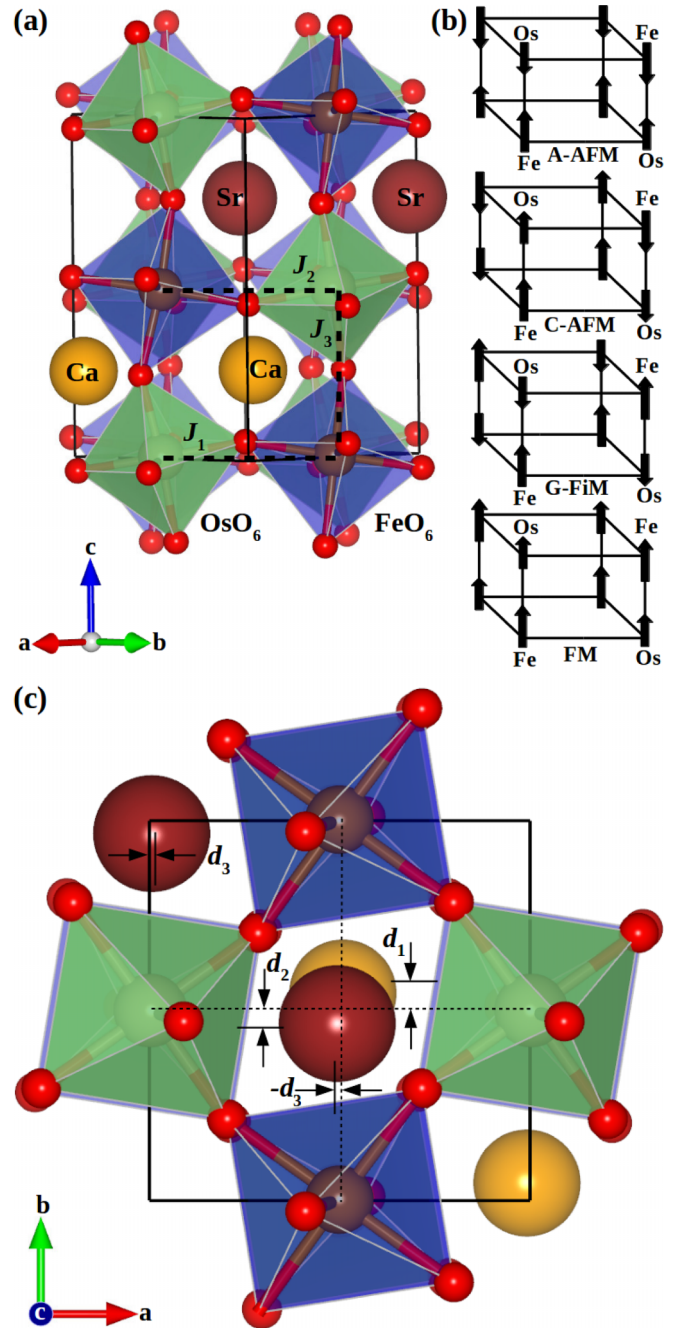 (a)
(b)
Sr
Sr
J2
J3
Ca
Ca
J1
OsO6
FeO6
c
a
b
Os
Fe
Fe
A-AFM
Os
Os
Fe
Fe
C-AFM
Os
Os
Fe
Fe
G-FiM
Os
Os
Fe
Fe
FM
Os
(c)
d3
d2
d1
-d3
b
c
a